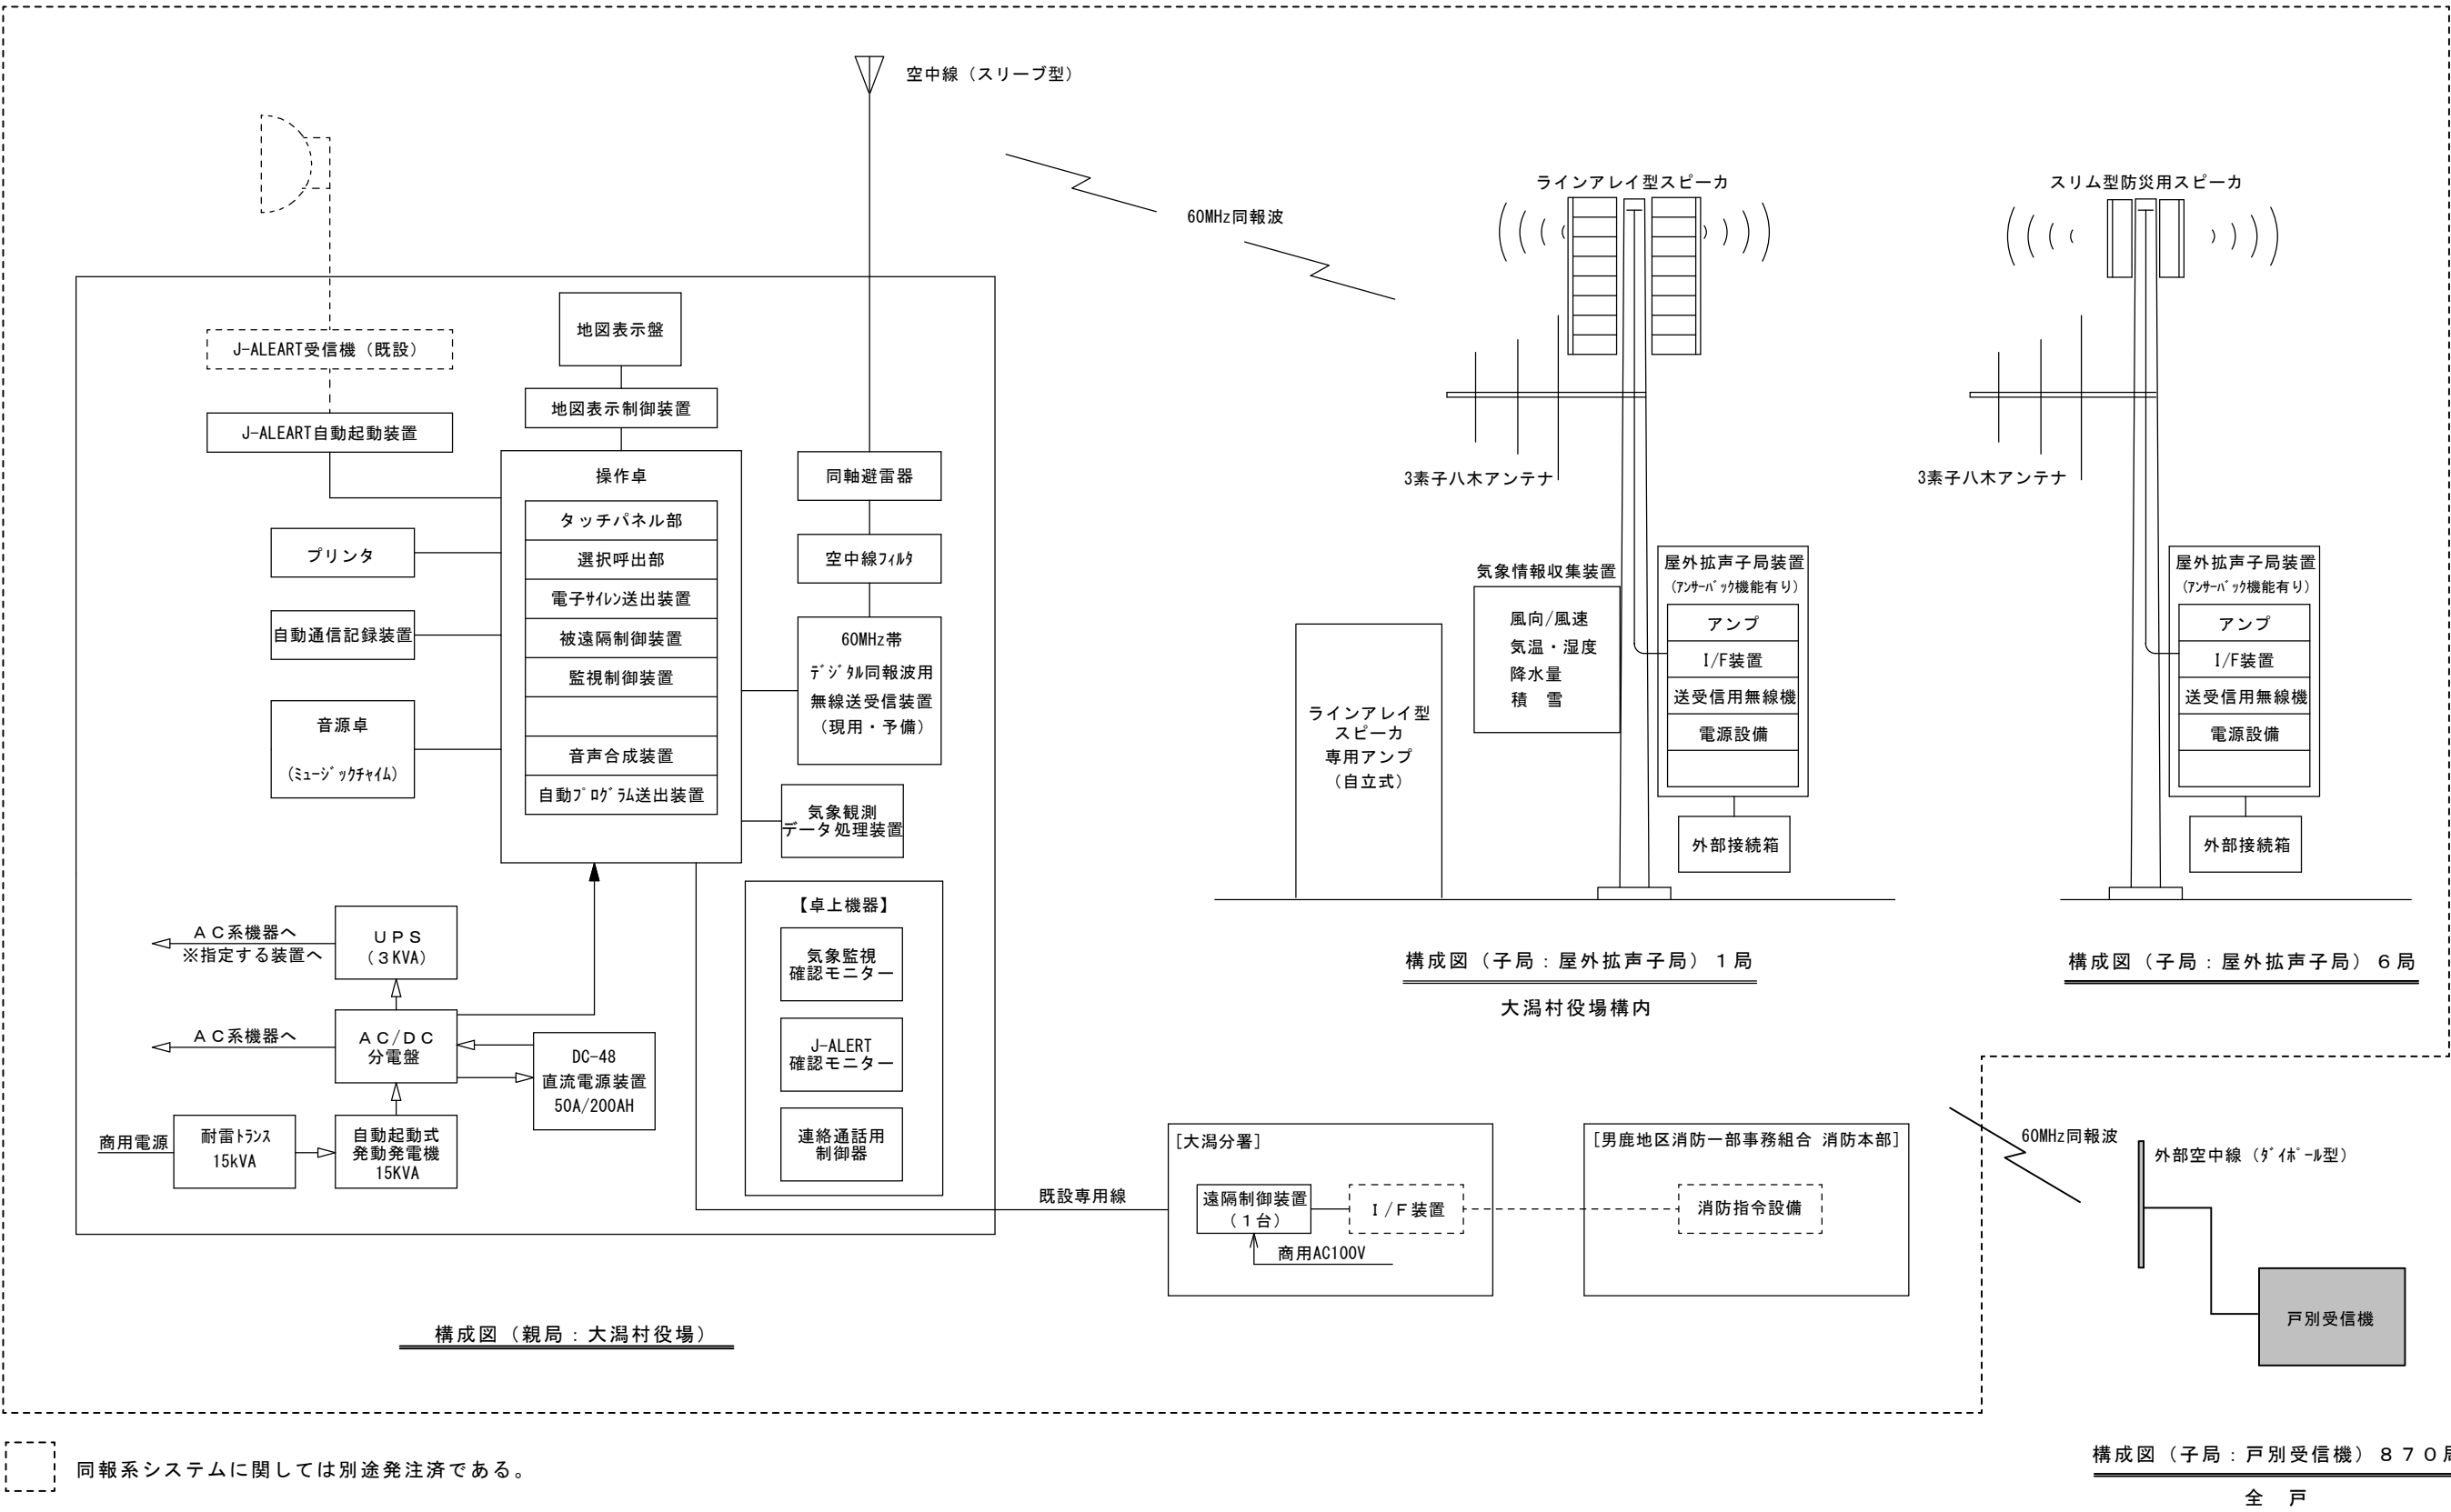 空中線（スリーブ型）
60MHz同報波
J-ALEART受信機（既設）
J-ALEART自動起動装置
地図表示盤
地図表示制御装置
操作卓
タッチパネル部
選択呼出部
電子ｻｲﾚﾝ送出装置
被遠隔制御装置
監視制御装置
音声合成装置
自動ﾌﾟﾛｸﾞﾗﾑ送出装置
プリンタ
自動通信記録装置
音源卓
(ﾐｭｰｼﾞｯｸﾁｬｲﾑ)
同軸避雷器
空中線ﾌｨﾙﾀ
60MHz帯
ﾃﾞｼﾞﾀﾙ同報波用
無線送受信装置
（現用・予備）
気象観測
データ処理装置
【卓上機器】
気象監視
確認モニター
J-ALERT
確認モニター
連絡通話用
制御器
ＡＣ系機器へ
※指定する装置へ
ＵＰＳ
（３KVA）
ＡＣ系機器へ
ＡＣ/ＤＣ
分電盤
DC-48
直流電源装置
50A/200AH
商用電源
耐雷ﾄﾗﾝｽ
15kVA
自動起動式
発動発電機
15KVA
構成図（親局：大潟村役場）
ラインアレイ型スピーカ
3素子八木アンテナ
気象情報収集装置
風向/風速
気温・湿度
降水量
積　雪
ラインアレイ型
スピーカ
専用アンプ
（自立式）
屋外拡声子局装置
(ｱﾝｻｰﾊﾞｯｸ機能有り)
アンプ
I/F装置
送受信用無線機
電源設備
外部接続箱
構成図（子局：屋外拡声子局）１局
大潟村役場構内
スリム型防災用スピーカ
3素子八木アンテナ
屋外拡声子局装置
(ｱﾝｻｰﾊﾞｯｸ機能有り)
アンプ
I/F装置
送受信用無線機
電源設備
外部接続箱
構成図（子局：屋外拡声子局）６局
既設専用線
[大潟分署]
遠隔制御装置
（１台）
Ｉ/Ｆ装置
商用AC100V
[男鹿地区消防一部事務組合 消防本部]
消防指令設備
60MHz同報波
外部空中線（ﾀﾞｲﾎﾟｰﾙ型）
戸別受信機
構成図（子局：戸別受信機）８７０局
全　戸
同報系システムに関しては別途発注済である。